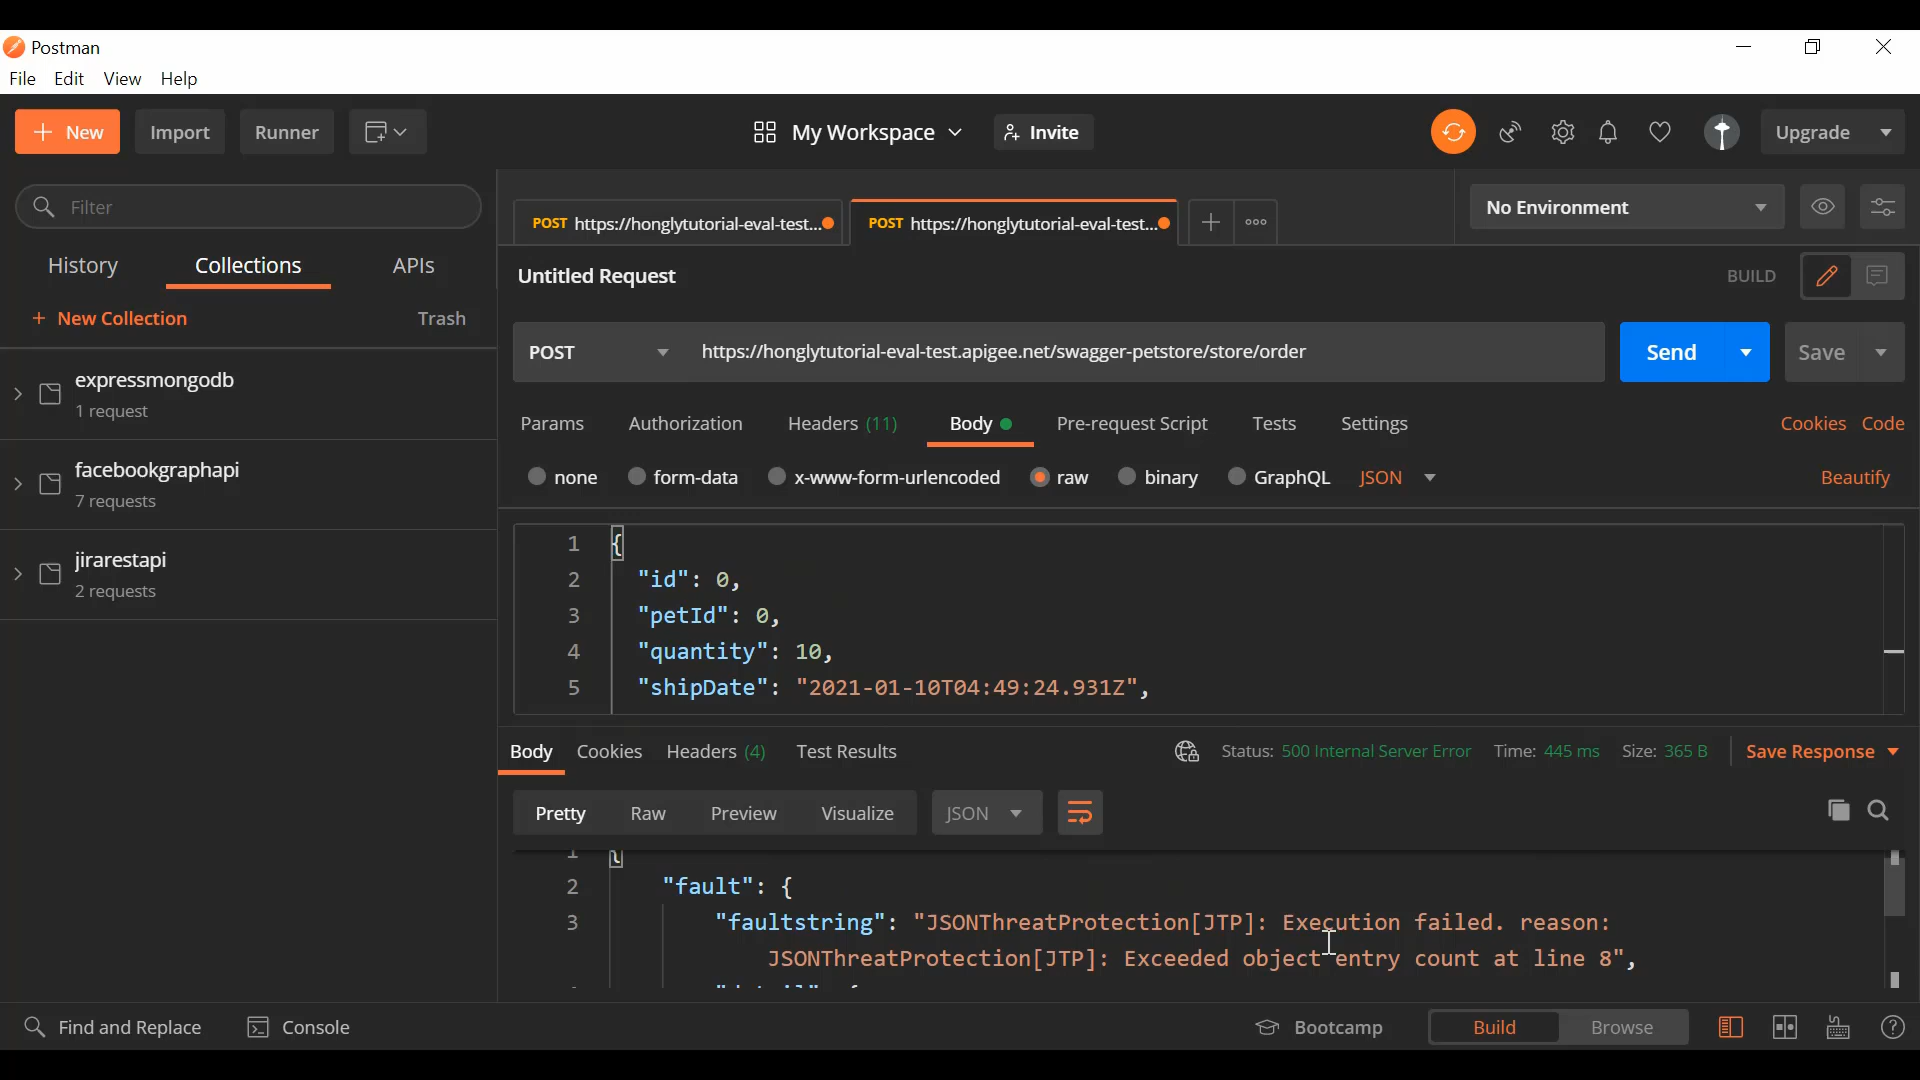 Postman
File Edit View Help
+ New Import Runner My Workspace Invite Upgrade
Filter
POST https://honglytutorial-eval-test... POST https://honglytutorial-eval-test... No Environment
History Collections APIs
Untitled Request BUILD
+ New Collection Trash
POST https://honglytutorial-eval-test.apigee.net/swagger-petstore/store/order Send Save
expressmongodb
1 request
Params Authorization Headers (11) Body Pre-request Script Tests Settings Cookies Code
facebookgraphapi
7 requests
none form-data x-www-form-urlencoded raw binary GraphQL JSON Beautify
jirarestapi
2 requests
1 {
2 "id": 0,
3 "petId": 0,
4 "quantity": 10,
5 "shipDate": "2021-01-10T04:49:24.931Z",
Body Cookies Headers (4) Test Results Status: 500 Internal Server Error Time: 445 ms Size: 365 B Save Response
Pretty Raw Preview Visualize JSON
1 {
2 "fault": {
3 "faultstring": "JSONThreatProtection[JTP]: Execution failed. reason:
JSONThreatProtection[JTP]: Exceeded object entry count at line 8",
Find and Replace Console Bootcamp Build Browse